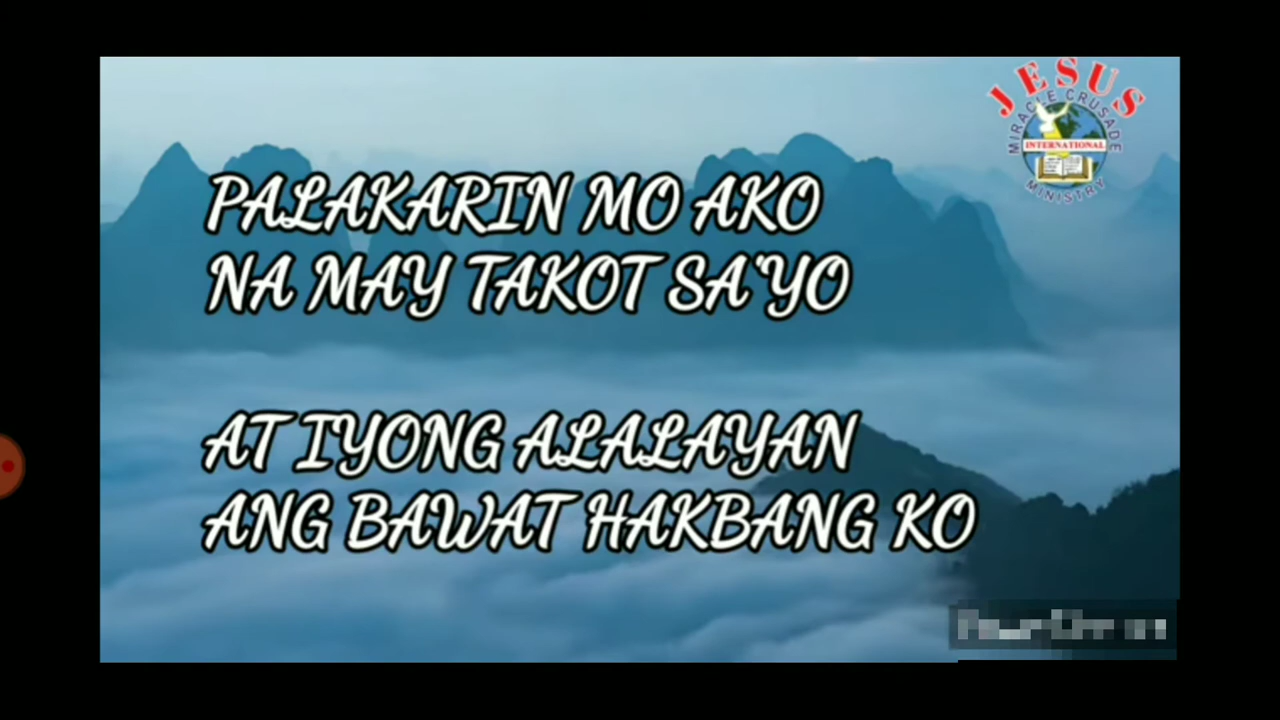 JESUS
MIRACLE CRUSADE
INTERNATIONAL
MINISTRY
PALAKARIN MO AKO
NA MAY TAKOT SA'YO
AT IYONG ALALAYAN
ANG BAWAT HAKBANG KO